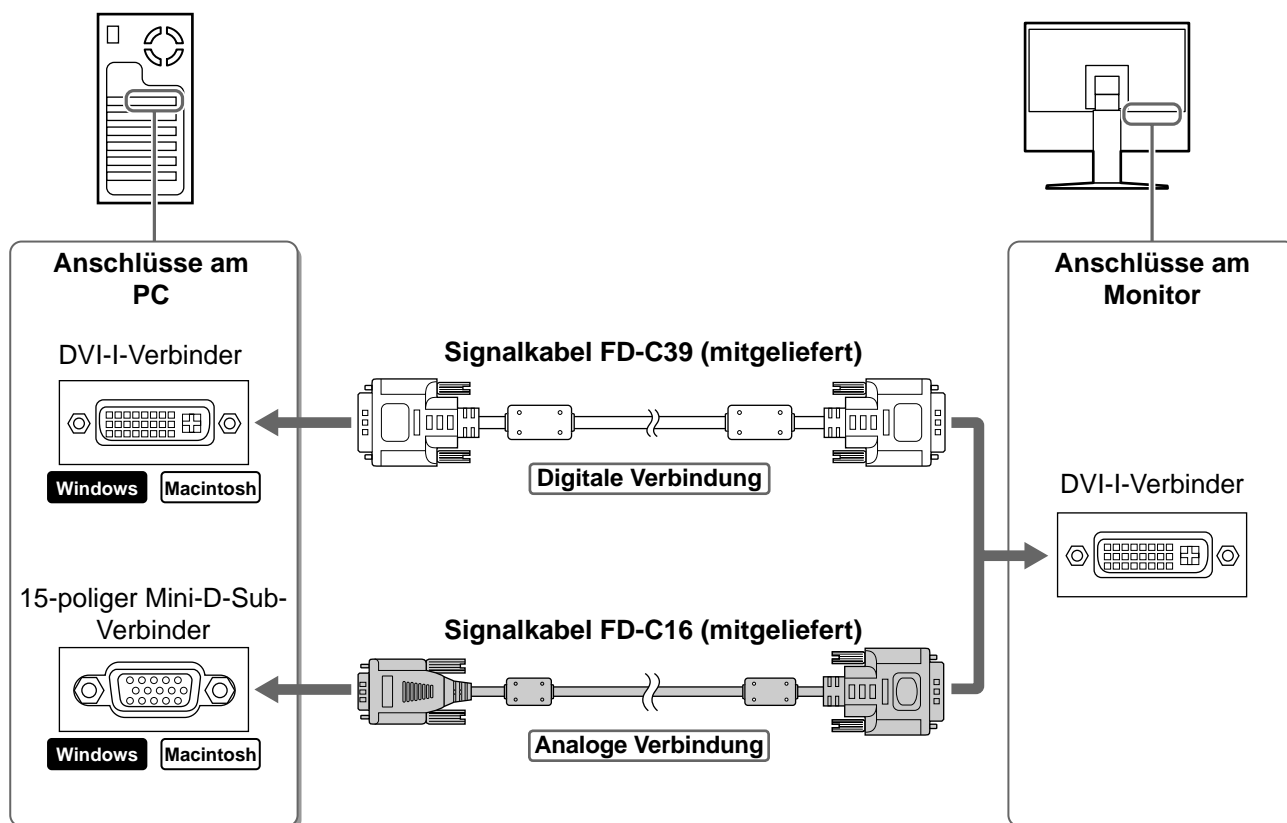 Anschlüsse am
PC
DVI-I-Verbinder
Windows Macintosh
15-poliger Mini-D-Sub-
Verbinder
Windows Macintosh
Signalkabel FD-C39 (mitgeliefert)
Digitale Verbindung
Signalkabel FD-C16 (mitgeliefert)
Analoge Verbindung
Anschlüsse am
Monitor
DVI-I-Verbinder